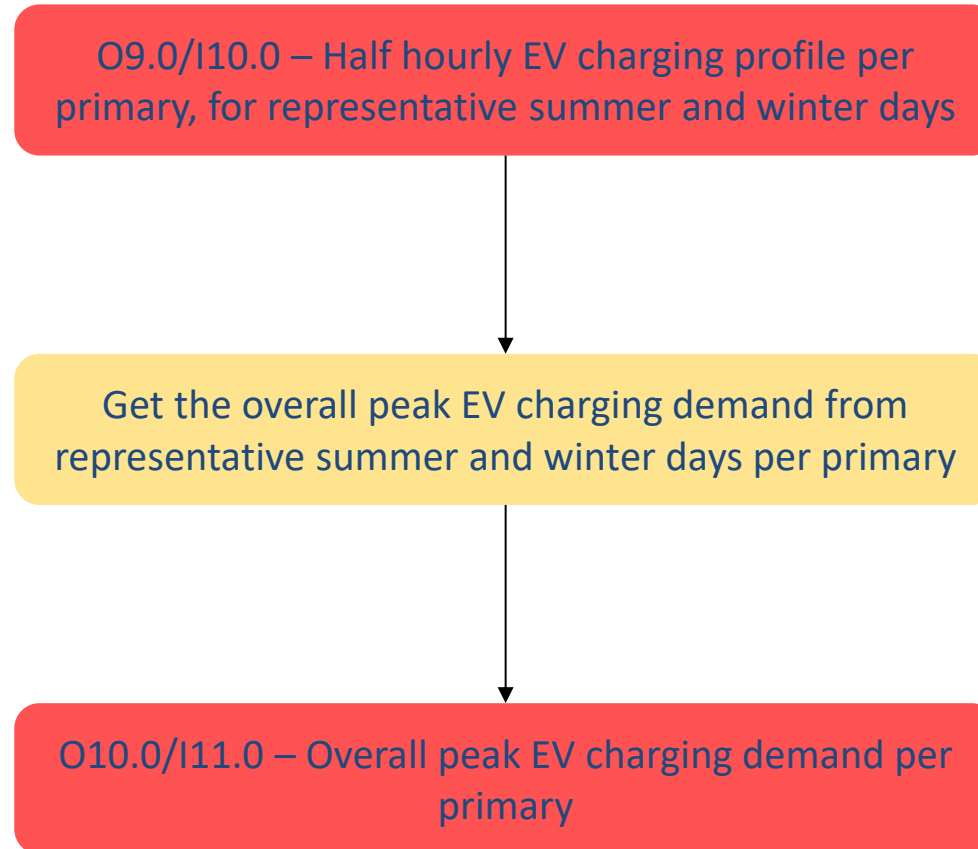 O9.0/I10.0 – Half hourly EV charging profile per
primary, for representative summer and winter days
Get the overall peak EV charging demand from
representative summer and winter days per primary
O10.0/I11.0 – Overall peak EV charging demand per
primary